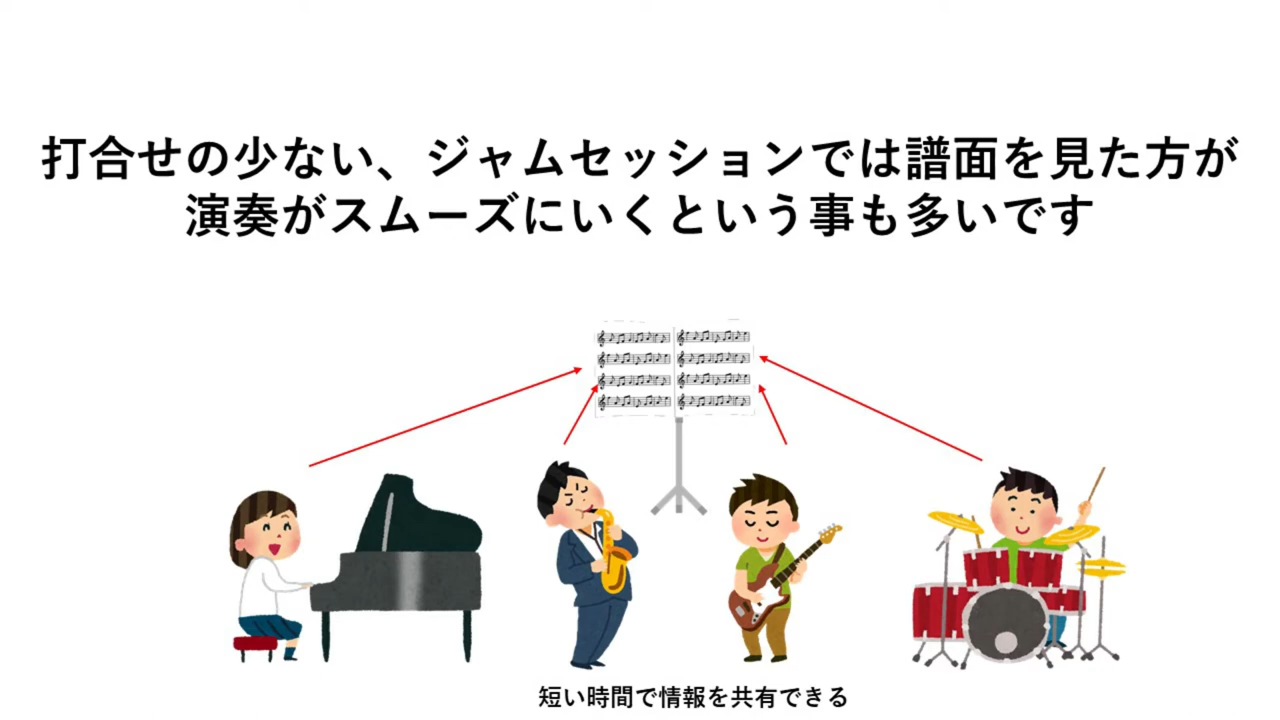 打合せの少ない、ジャムセッションでは譜面を見た方が
演奏がスムーズにいくという事も多いです
短い時間で情報を共有できる